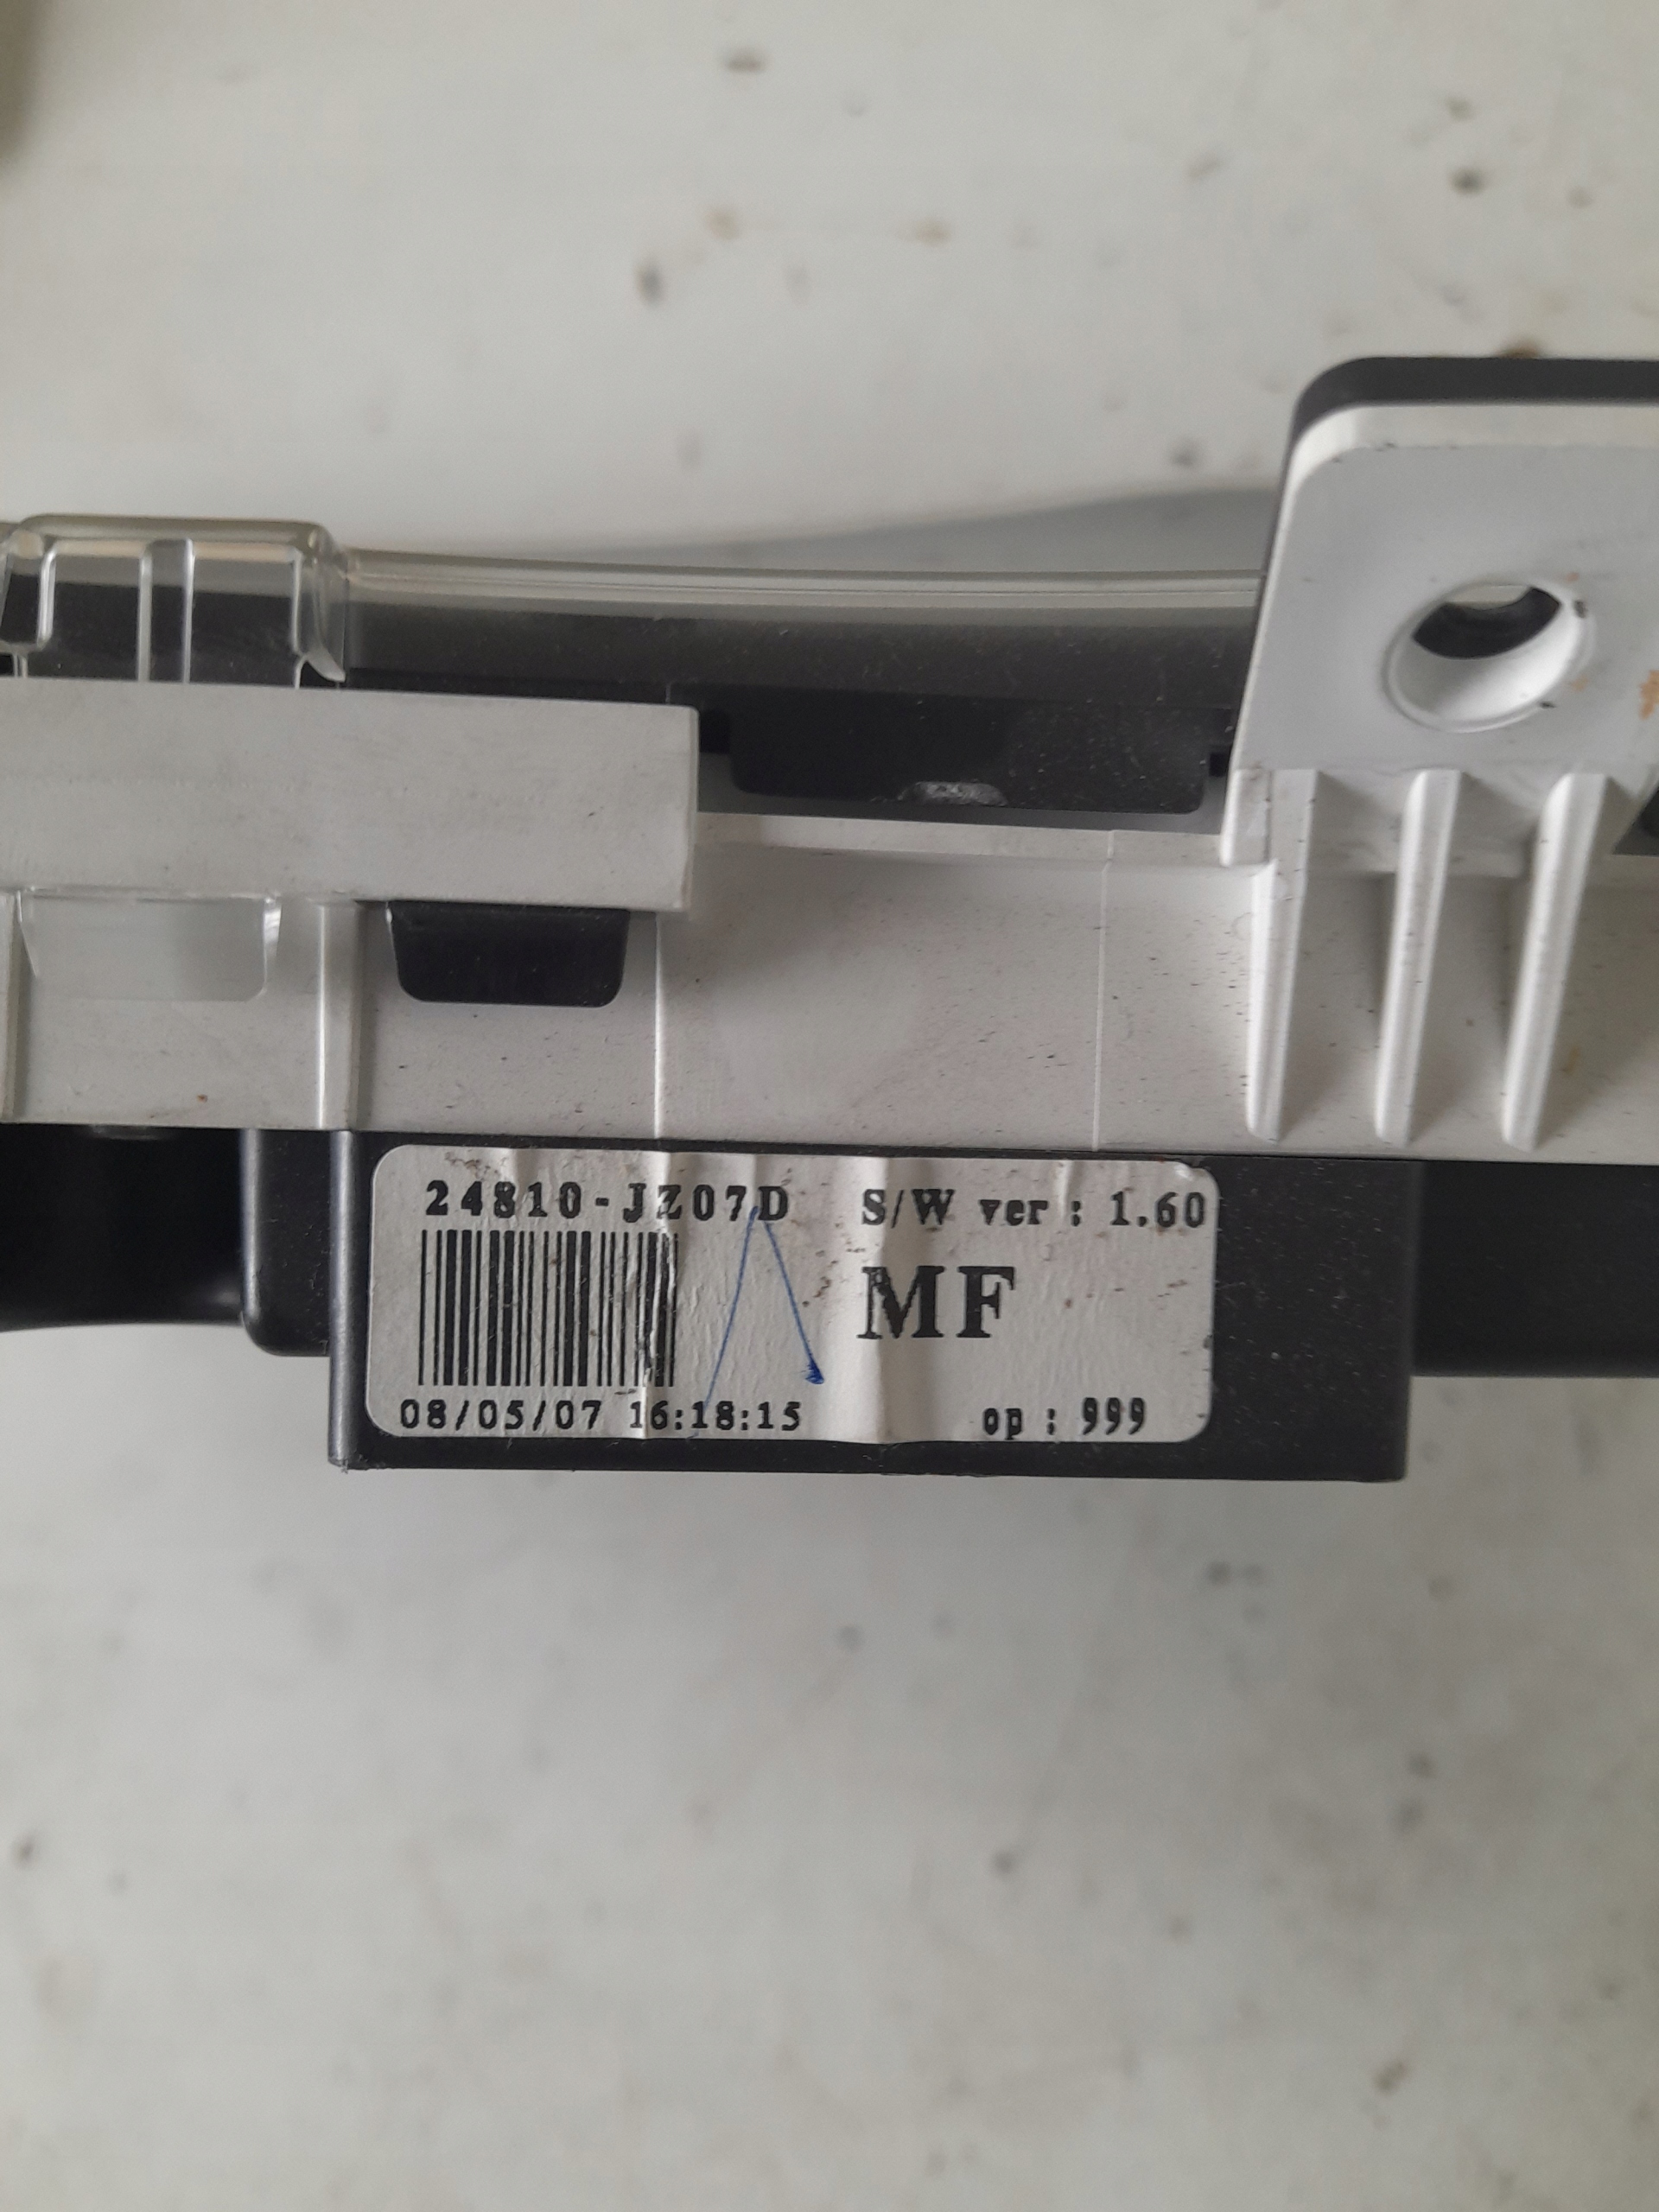 24810-JZ07D S/W ver : 1.60
MF
08/05/07 16:18:15 op : 999